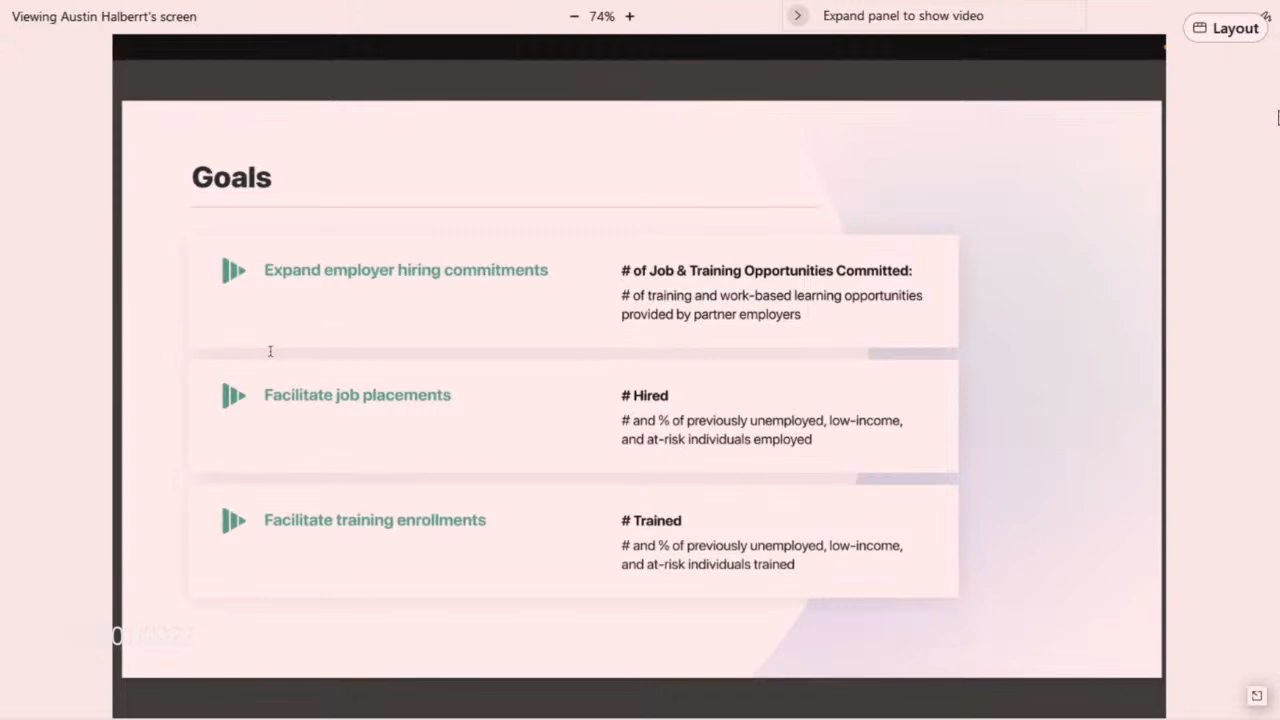 Viewing Austin Halberrt's screen
74%
Expand panel to show video
Layout
Goals
Expand employer hiring commitments
# of Job & Training Opportunities Committed:
# of training and work-based learning opportunities
provided by partner employers
Facilitate job placements
# Hired
# and % of previously unemployed, low-income,
and at-risk individuals employed
Facilitate training enrollments
# Trained
# and % of previously unemployed, low-income,
and at-risk individuals trained